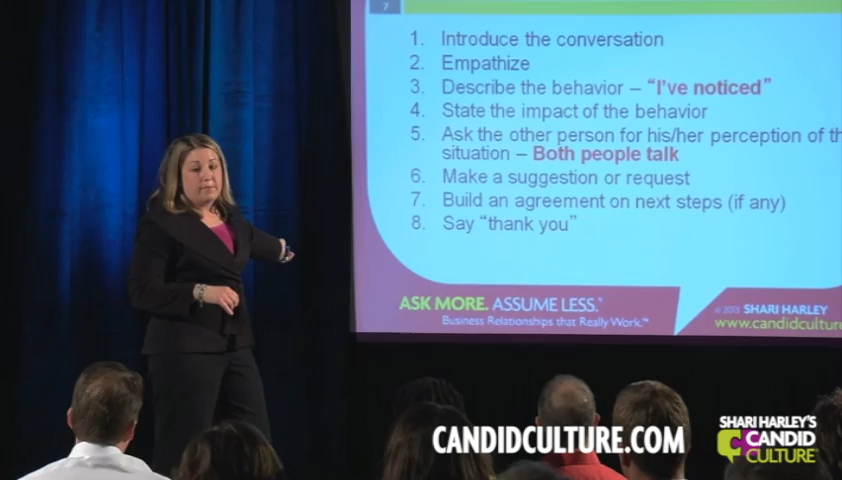 7
1. Introduce the conversation
2. Empathize
3. Describe the behavior – “I’ve noticed”
4. State the impact of the behavior
5. Ask the other person for his/her perception of th
situation – Both people talk
6. Make a suggestion or request
7. Build an agreement on next steps (if any)
8. Say “thank you”
ASK MORE. ASSUME LESS.®
Business Relationships that Really Work.™
© 2013 SHARI HARLEY
www.candidculture
CANDIDCULTURE.COM
SHARI HARLEY'S
CANDID
CULTURE